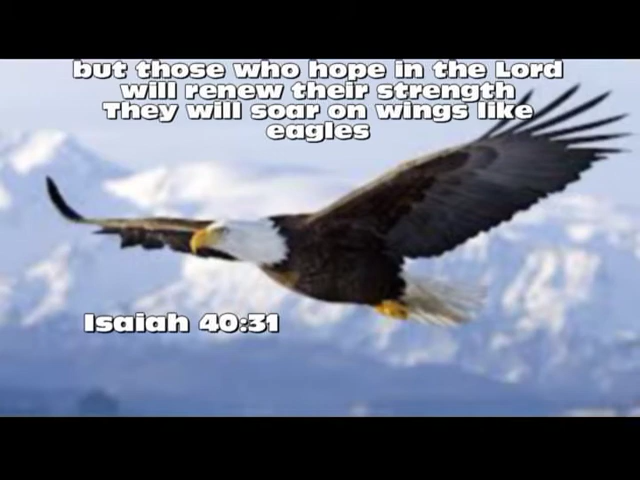 but those who hope in the Lord
will renew their strength
They will soar on wings like
eagles
Isaiah 40:31